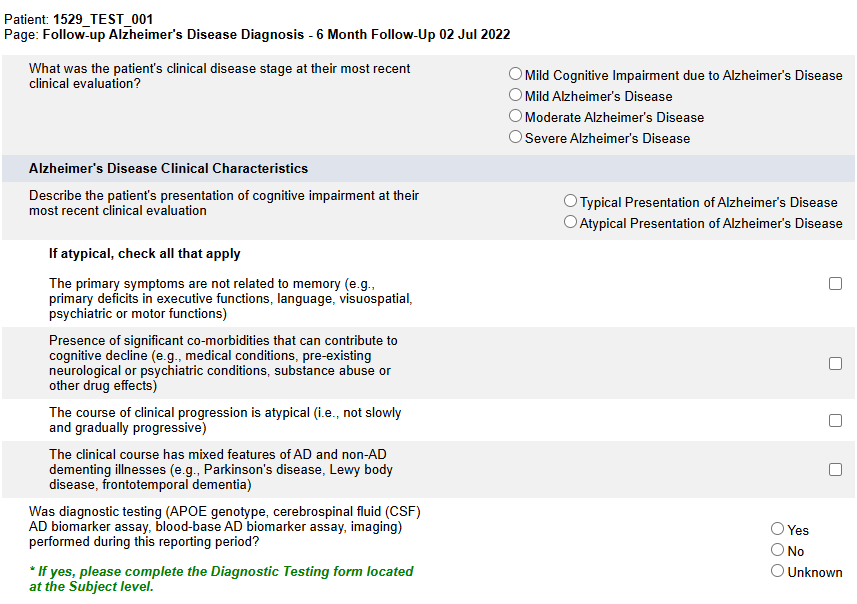 Patient: 1529_TEST_001
Page: Follow-up Alzheimer's Disease Diagnosis - 6 Month Follow-Up 02 Jul 2022
What was the patient's clinical disease stage at their most recent
clinical evaluation?
Mild Cognitive Impairment due to Alzheimer's Disease
Mild Alzheimer's Disease
Moderate Alzheimer's Disease
Severe Alzheimer's Disease
Alzheimer's Disease Clinical Characteristics
Describe the patient's presentation of cognitive impairment at their
most recent clinical evaluation
Typical Presentation of Alzheimer's Disease
Atypical Presentation of Alzheimer's Disease
If atypical, check all that apply
The primary symptoms are not related to memory (e.g.,
primary deficits in executive functions, language, visuospatial,
psychiatric or motor functions)
Presence of significant co-morbidities that can contribute to
cognitive decline (e.g., medical conditions, pre-existing
neurological or psychiatric conditions, substance abuse or
other drug effects)
The course of clinical progression is atypical (i.e., not slowly
and gradually progressive)
The clinical course has mixed features of AD and non-AD
dementing illnesses (e.g., Parkinson's disease, Lewy body
disease, frontotemporal dementia)
Was diagnostic testing (APOE genotype, cerebrospinal fluid (CSF)
AD biomarker assay, blood-base AD biomarker assay, imaging)
performed during this reporting period?
Yes
No
Unknown
* If yes, please complete the Diagnostic Testing form located
at the Subject level.